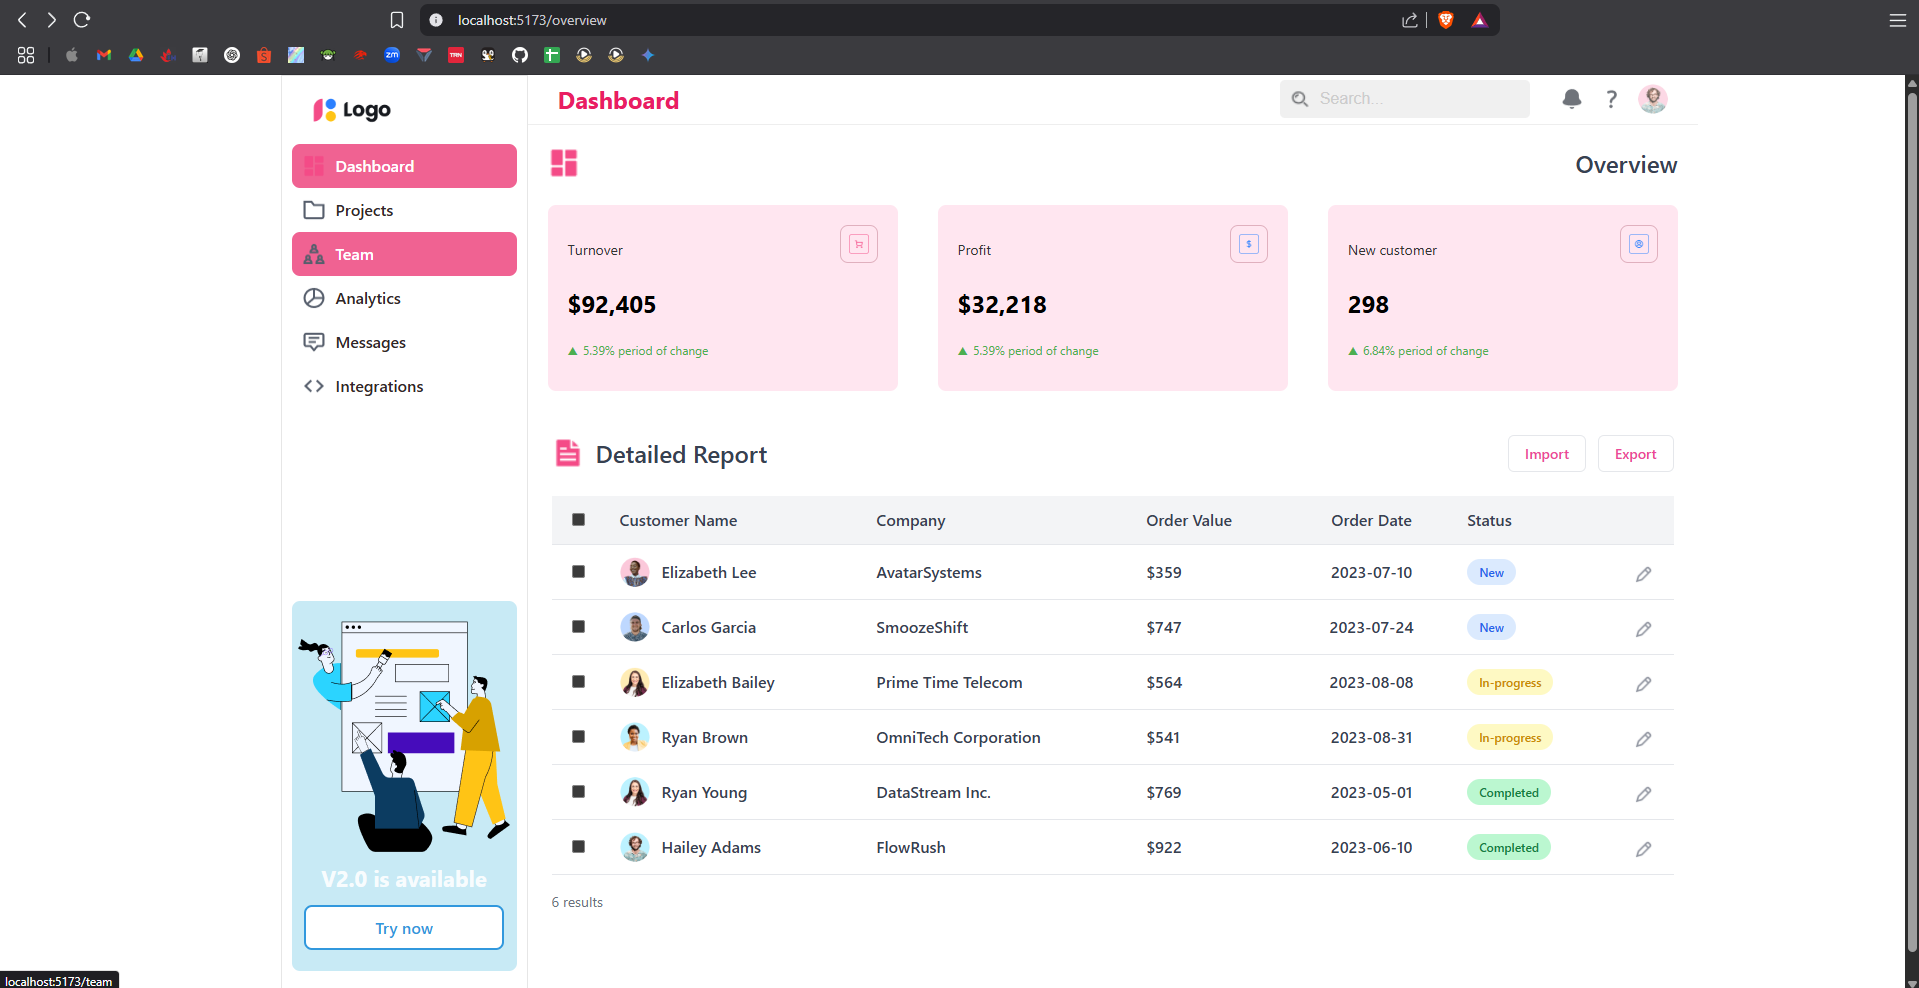 localhost:5173/overview
zm
TRN
Logo
Dashboard
Search...
?
Dashboard
Projects
Team
Analytics
Messages
Integrations
Overview
Turnover
$92,405
5.39% period of change
Profit
$
$32,218
5.39% period of change
New customer
298
6.84% period of change
Detailed Report
Import
Export
Customer Name Company Order Value Order Date Status
Elizabeth Lee AvatarSystems $359 2023-07-10 New
Carlos Garcia SmoozeShift $747 2023-07-24 New
Elizabeth Bailey Prime Time Telecom $564 2023-08-08 In-progress
Ryan Brown OmniTech Corporation $541 2023-08-31 In-progress
Ryan Young DataStream Inc. $769 2023-05-01 Completed
Hailey Adams FlowRush $922 2023-06-10 Completed
6 results
V2.0 is available
Try now
localhost:5173/team